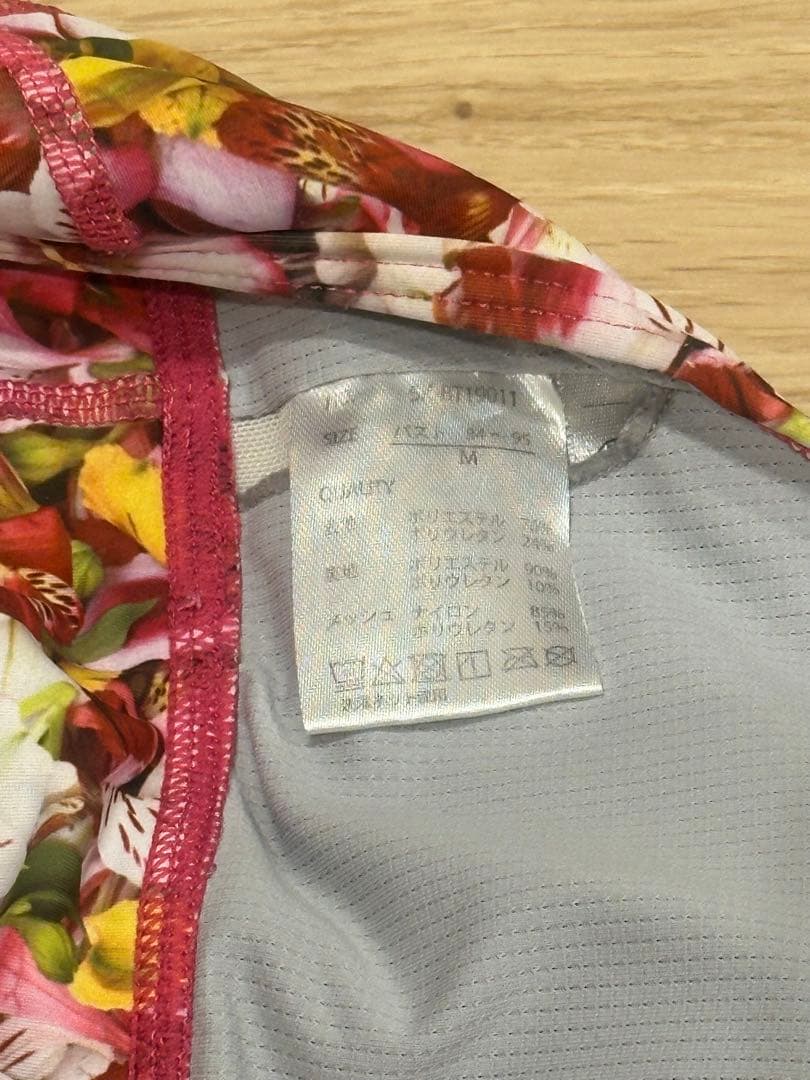 BT19011
SIZE バスト 84～95
M
QUALITY
表地 ポリエステル 76%
ポリウレタン 24%
裏地 ポリエステル 90%
ポリウレタン 10%
メッシュ ナイロン 85%
ポリウレタン 15%